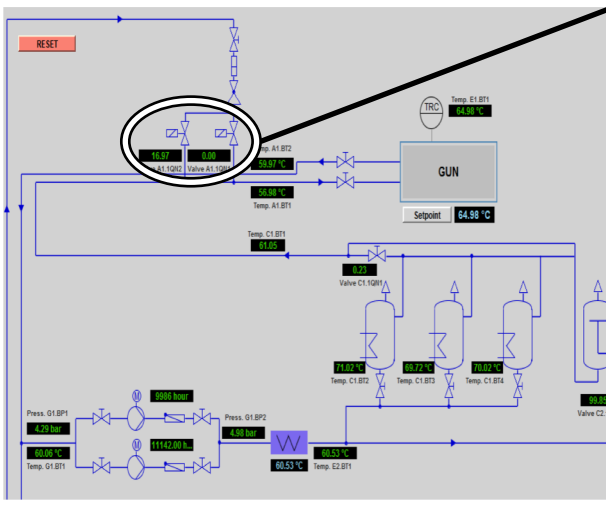 RESET
TRC
Temp. E1.BT1
64.98 °C
16.97
0.00
A1.1QN2
Valve A1.1QN1
A1.BT2
59.97 °C
GUN
56.98 °C
Temp. A1.BT1
Setpoint
64.98 °C
Temp. C1.BT1
61.05
0.23
Valve C1.1QN1
71.02 °C
69.72 °C
70.02 °C
Temp. C1.BT2
Temp. C1.BT3
Temp. C1.BT4
99.85
Valve C2.
M
9986 hour
Press. G1.BP1
4.29 bar
Press. G1.BP2
4.98 bar
M
11142.00 h...
60.06 °C
Temp. G1.BT1
60.53 °C
60.53 °C
Temp. E2.BT1